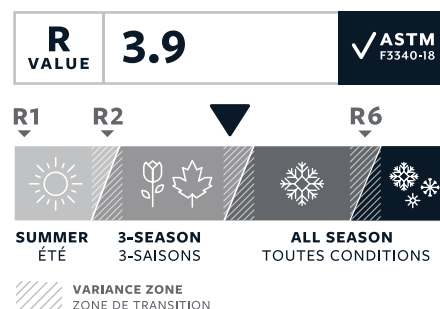 R
VALUE
3.9
ASTM
F3340-18
R1 R2 R6
SUMMER 3-SEASON ALL SEASON
ÉTÉ 3-SAISONS TOUTES CONDITIONS
VARIANCE ZONE
ZONE DE TRANSITION